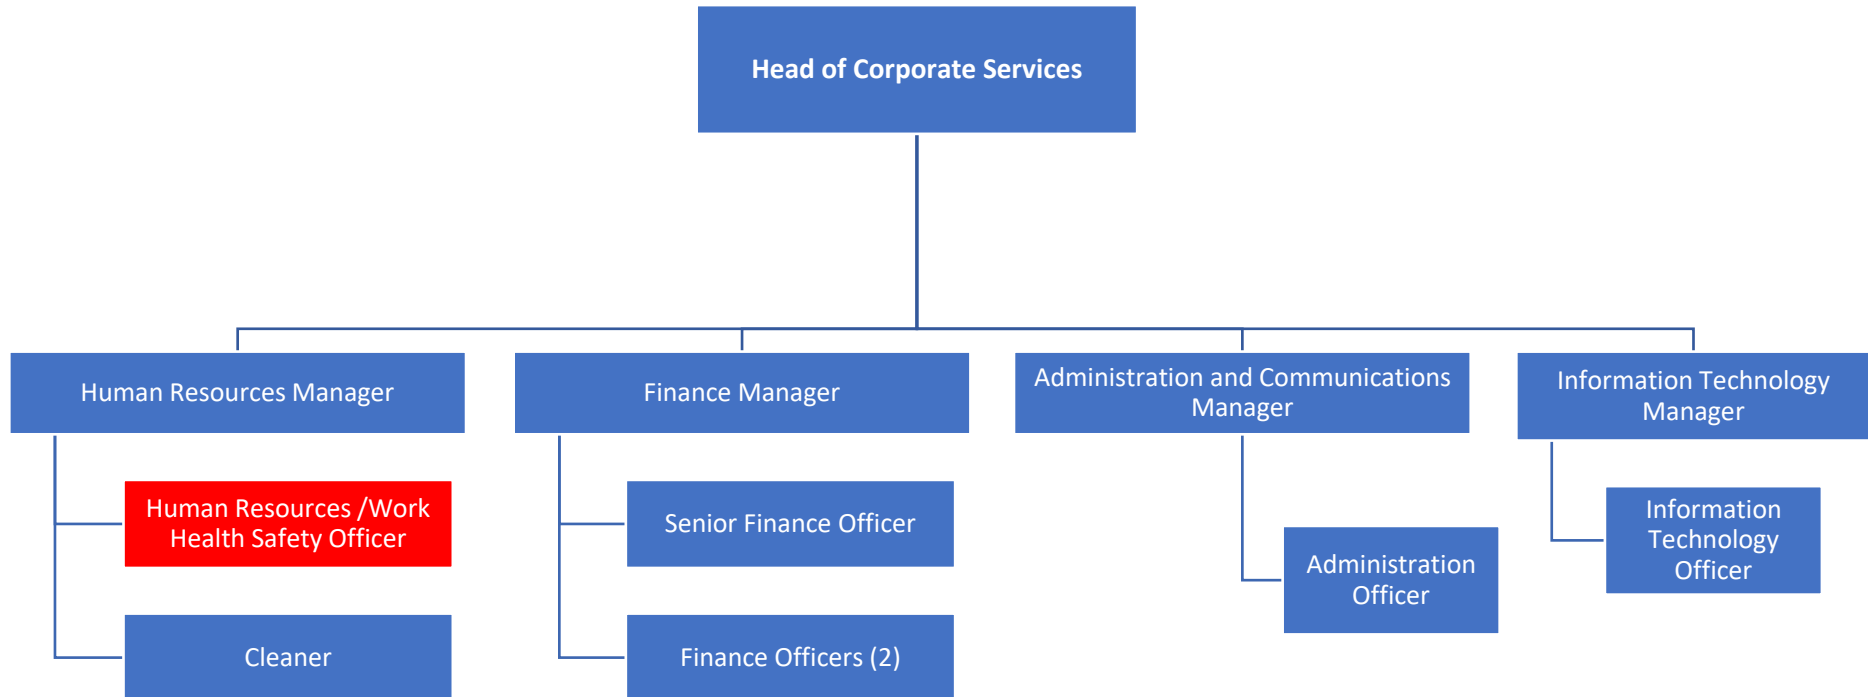 Head of Corporate Services
Human Resources Manager
Finance Manager
Administration and Communications
Manager
Information Technology
Manager
Human Resources /Work
Health Safety Officer
Senior Finance Officer
Administration
Officer
Information
Technology
Officer
Cleaner
Finance Officers (2)